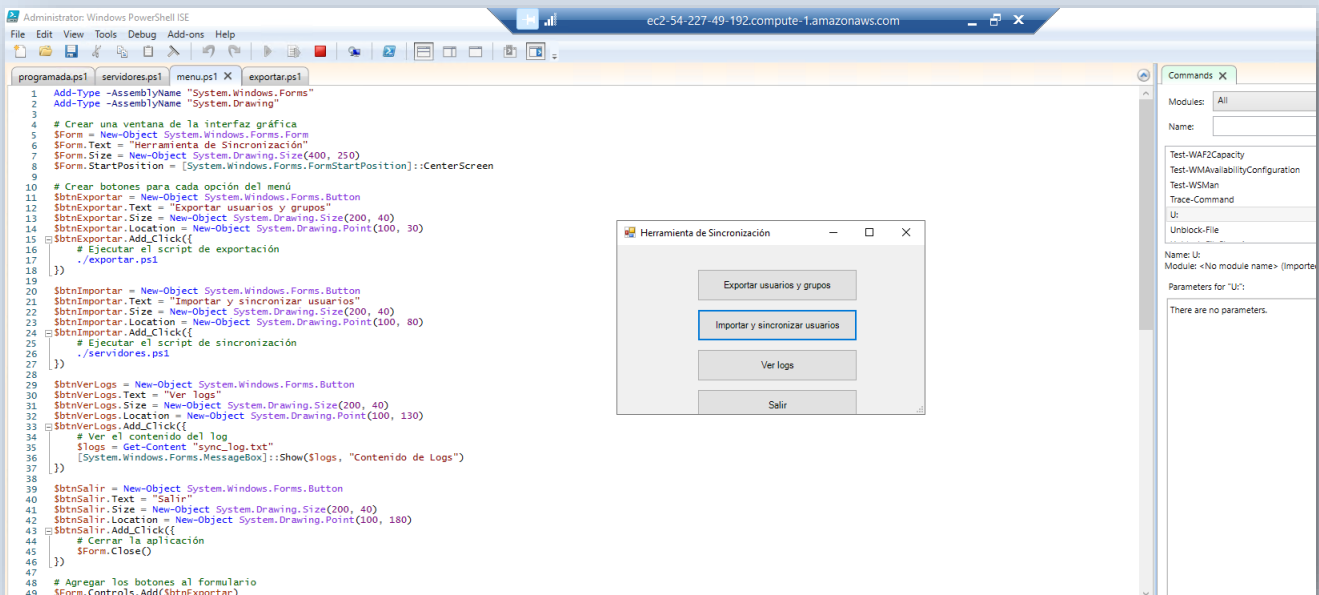 Administrator: Windows PowerShell ISE
ec2-54-227-49-192.compute-1.amazonaws.com
File Edit View Tools Debug Add-ons Help
programada.ps1 servidores.ps1 menu.ps1 X exportar.ps1
1 Add-Type -AssemblyName "System.Windows.Forms"
2 Add-Type -AssemblyName "System.Drawing"
3
4 # Crear una ventana de la interfaz gráfica
5 $Form = New-Object System.Windows.Forms.Form
6 $Form.Text = "Herramienta de Sincronización"
7 $Form.Size = New-Object System.Drawing.Size(400, 250)
8 $Form.StartPosition = [System.Windows.Forms.FormStartPosition]::CenterScreen
9
10 # Crear botones para cada opción del menú
11 $btnExportar = New-Object System.Windows.Forms.Button
12 $btnExportar.Text = "Exportar usuarios y grupos"
13 $btnExportar.Size = New-Object System.Drawing.Size(200, 40)
14 $btnExportar.Location = New-Object System.Drawing.Point(100, 30)
15 $btnExportar.Add_Click({
16 # Ejecutar el script de exportación
17 ./exportar.ps1
18 })
19
20 $btnImportar = New-Object System.Windows.Forms.Button
21 $btnImportar.Text = "Importar y sincronizar usuarios"
22 $btnImportar.Size = New-Object System.Drawing.Size(200, 40)
23 $btnImportar.Location = New-Object System.Drawing.Point(100, 80)
24 $btnImportar.Add_Click({
25 # Ejecutar el script de sincronización
26 ./servidores.ps1
27 })
28
29 $btnVerLogs = New-Object System.Windows.Forms.Button
30 $btnVerLogs.Text = "Ver logs"
31 $btnVerLogs.Size = New-Object System.Drawing.Size(200, 40)
32 $btnVerLogs.Location = New-Object System.Drawing.Point(100, 130)
33 $btnVerLogs.Add_Click({
34 # Ver el contenido del log
35 $logs = Get-Content "sync_log.txt"
36 [System.Windows.Forms.MessageBox]::Show($logs, "Contenido de Logs")
37 })
38
39 $btnSalir = New-Object System.Windows.Forms.Button
40 $btnSalir.Text = "Salir"
41 $btnSalir.Size = New-Object System.Drawing.Size(200, 40)
42 $btnSalir.Location = New-Object System.Drawing.Point(100, 180)
43 $btnSalir.Add_Click({
44 # Cerrar la aplicación
45 $Form.Close()
46 })
47
48 # Agregar los botones al formulario
49 $Form.Controls.Add($btnExportar)
Herramienta de Sincronización
Exportar usuarios y grupos
Importar y sincronizar usuarios
Ver logs
Salir
Commands X
Modules: All
Name:
Test-WAF2Capacity
Test-WMAvailabilityConfiguration
Test-WSMan
Trace-Command
U:
Unblock-File
Name: U:
Module: <No module name> (Imported
Parameters for "U:":
There are no parameters.